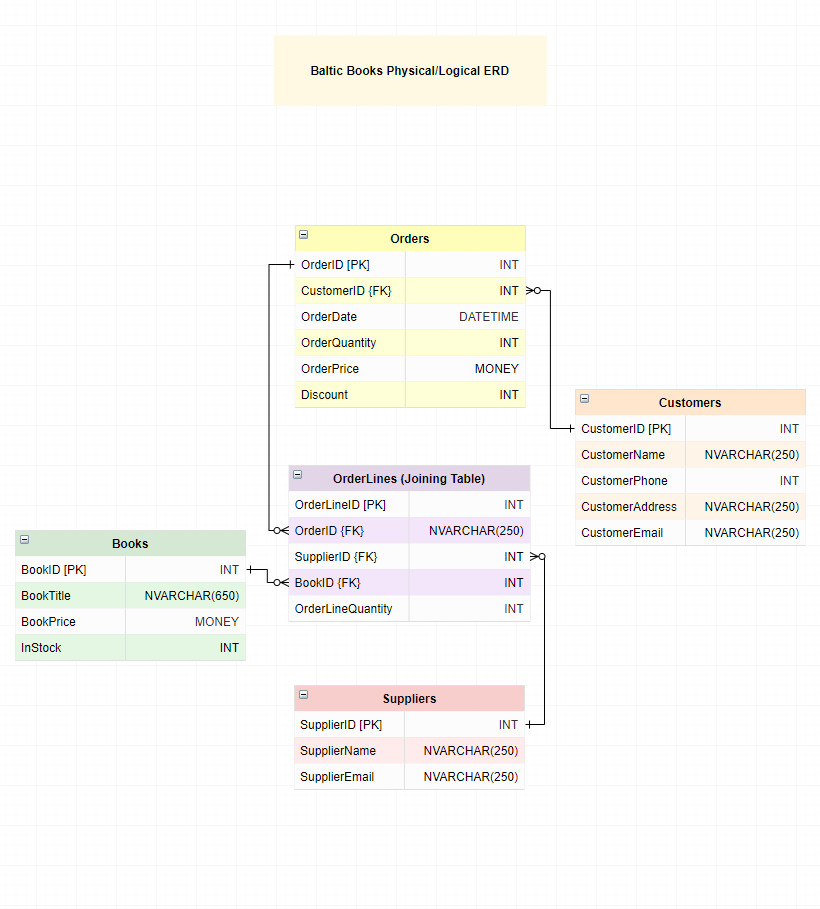 Baltic Books Physical/Logical ERD
Orders
OrderID [PK] INT
CustomerID {FK} INT
OrderDate DATETIME
OrderQuantity INT
OrderPrice MONEY
Discount INT
Customers
CustomerID [PK] INT
CustomerName NVARCHAR(250)
CustomerPhone INT
CustomerAddress NVARCHAR(250)
CustomerEmail NVARCHAR(250)
OrderLines (Joining Table)
OrderLineID [PK] INT
OrderID {FK} NVARCHAR(250)
SupplierID {FK} INT
BookID {FK} INT
OrderLineQuantity INT
Books
BookID [PK] INT
BookTitle NVARCHAR(650)
BookPrice MONEY
InStock INT
Suppliers
SupplierID [PK] INT
SupplierName NVARCHAR(250)
SupplierEmail NVARCHAR(250)